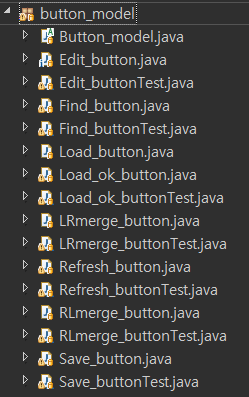 button_model
Button_model.java
Edit_button.java
Edit_buttonTest.java
Find_button.java
Find_buttonTest.java
Load_button.java
Load_ok_button.java
Load_ok_buttonTest.java
LRmerge_button.java
LRmerge_buttonTest.java
Refresh_button.java
Refresh_buttonTest.java
RLmerge_button.java
RLmerge_buttonTest.java
Save_button.java
Save_buttonTest.java